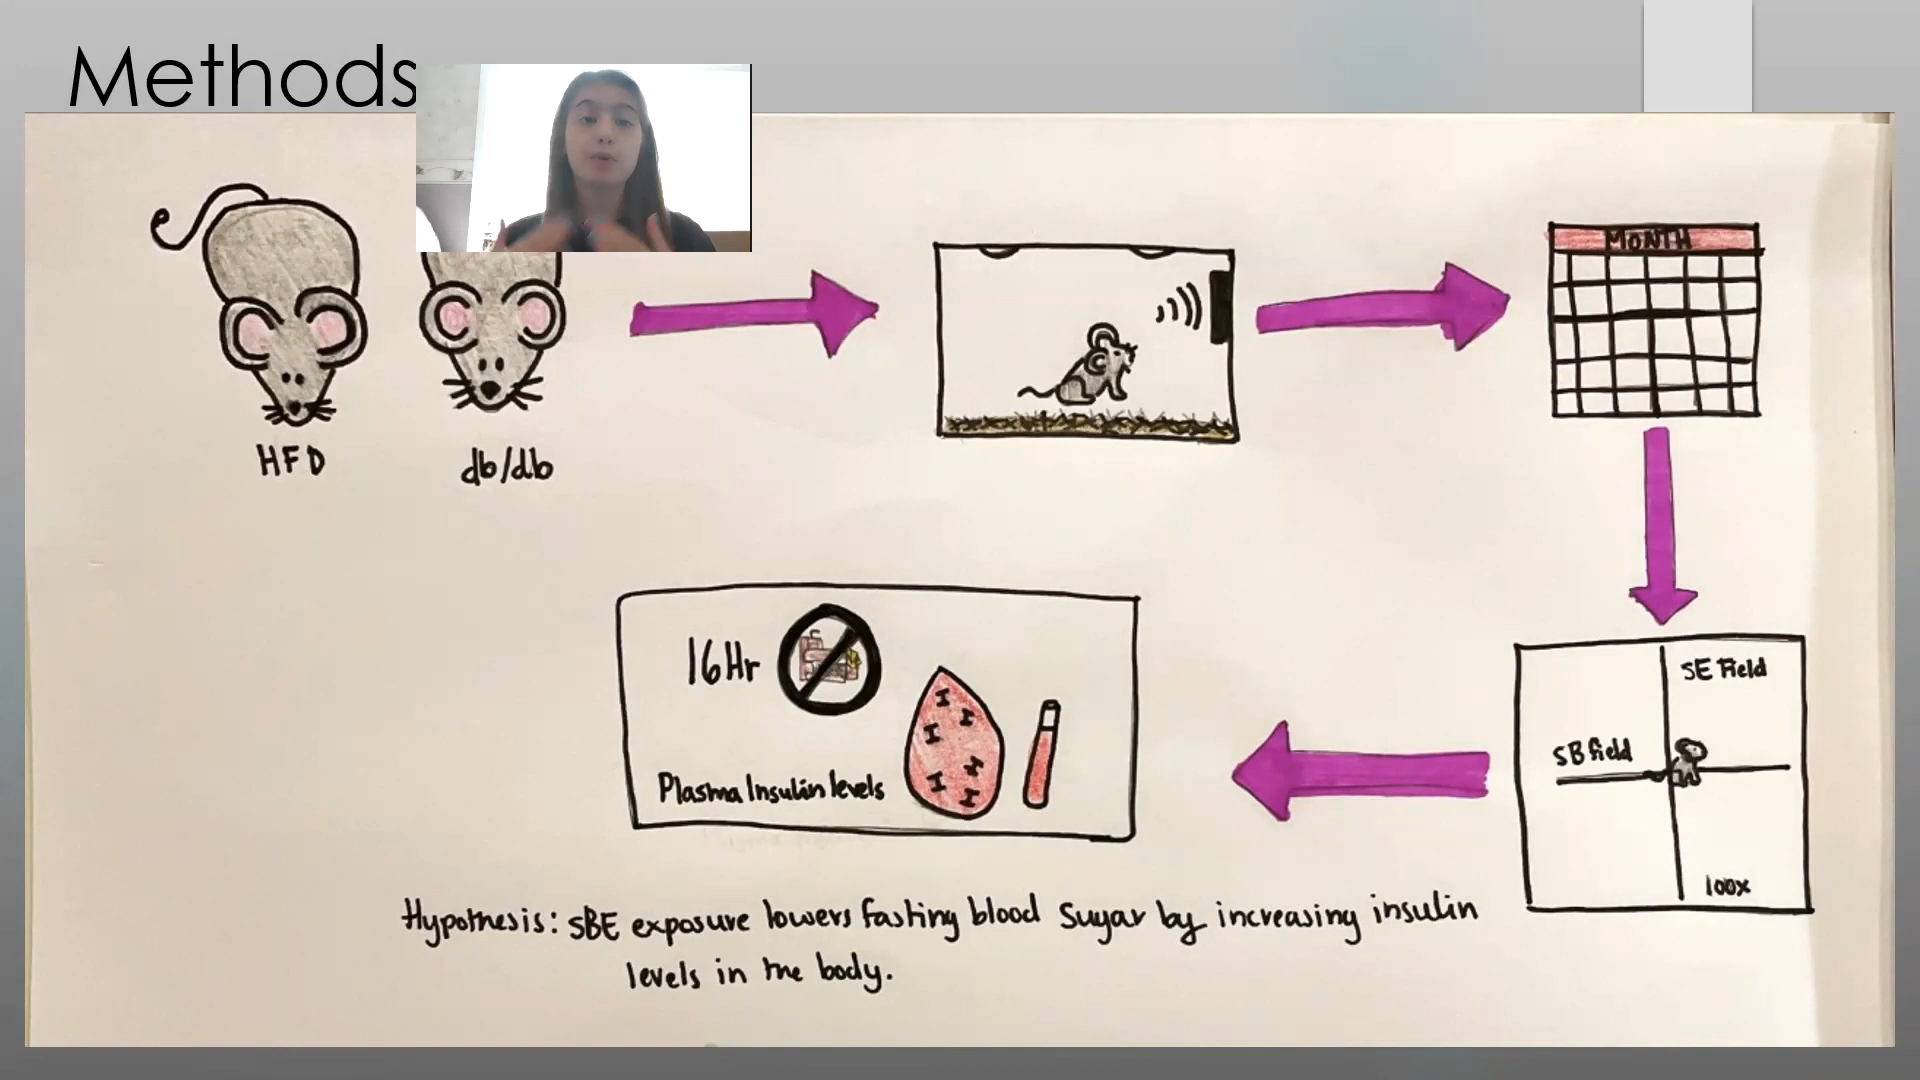 Methods
HFD
db/db
MONTH
SE Field
SB field
100x
16Hr
Plasma Insulin levels
I I I I I I
Hypothesis: SBE exposure lowers fasting blood sugar by increasing insulin
levels in the body.